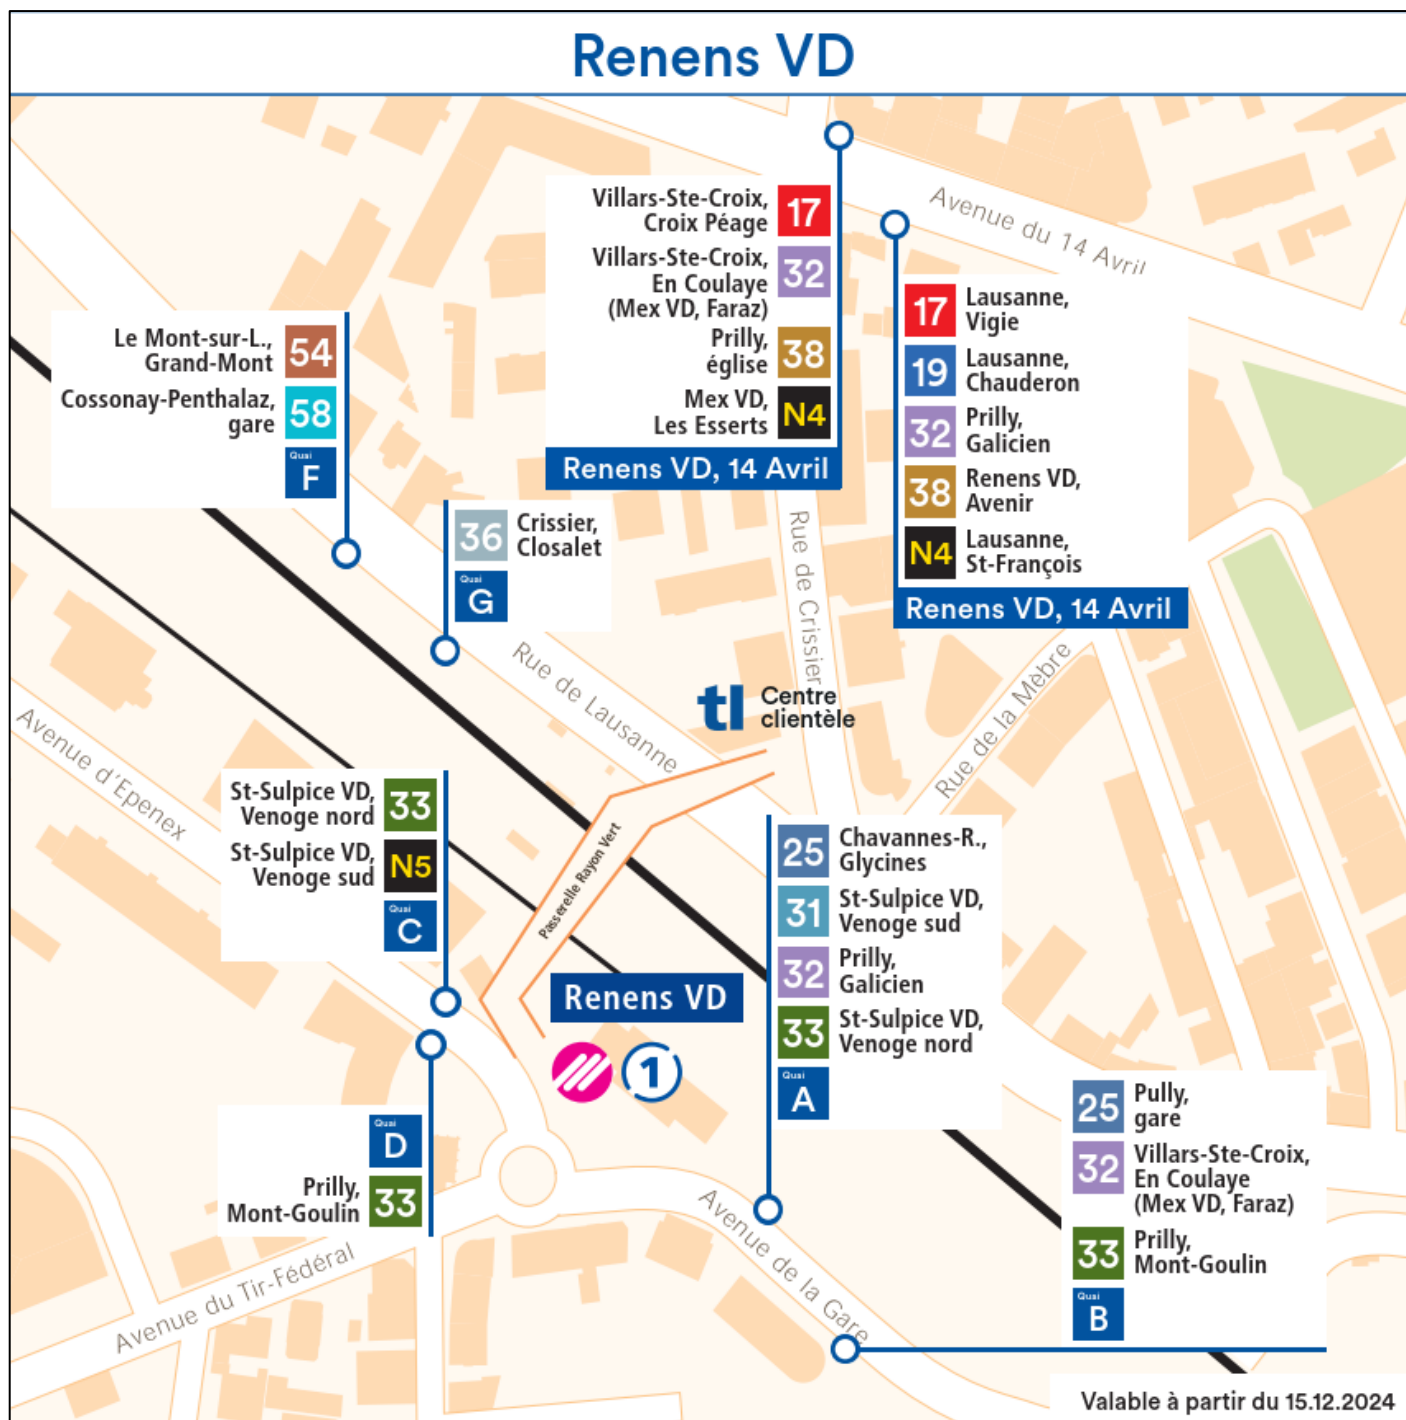 Renens VD
Avenue du 14 Avril
Villars-Ste-Croix,
Croix Péage
17
Villars-Ste-Croix,
En Coulaye
(Mex VD, Faraz)
32
Prilly,
église
38
Mex VD,
Les Esserts
N4
Renens VD, 14 Avril
17
Lausanne,
Vigie
19
Lausanne,
Chauderon
32
Prilly,
Galicien
38
Renens VD,
Avenir
N4
Lausanne,
St-François
Renens VD, 14 Avril
Le Mont-sur-L.,
Grand-Mont
54
Cossonay-Penthalaz,
gare
58
Quai
F
36
Crissier,
Closalet
Quai
G
Rue de Crissier
Rue de Lausanne
Rue de la Mèbre
tl
Centre
clientèle
Avenue d'Epenex
St-Sulpice VD,
Venoge nord
33
St-Sulpice VD,
Venoge sud
N5
Quai
C
Passerelle Rayon Vert
25
Chavannes-R.,
Glycines
31
St-Sulpice VD,
Venoge sud
32
Prilly,
Galicien
33
St-Sulpice VD,
Venoge nord
Quai
A
Renens VD
1
Quai
D
Prilly,
Mont-Goulin
33
25
Pully,
gare
32
Villars-Ste-Croix,
En Coulaye
(Mex VD, Faraz)
33
Prilly,
Mont-Goulin
Quai
B
Avenue du Tir-Fédéral
Avenue de la Gare
Valable à partir du 15.12.2024